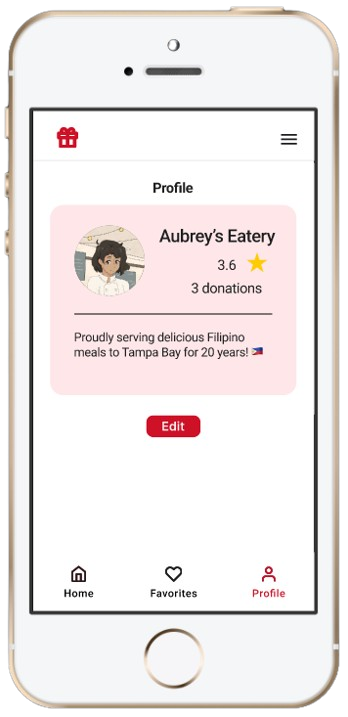 Profile
Aubrey's Eatery
3.6
3 donations
Proudly serving delicious Filipino
meals to Tampa Bay for 20 years! 🇵🇭
Edit
Home Favorites Profile